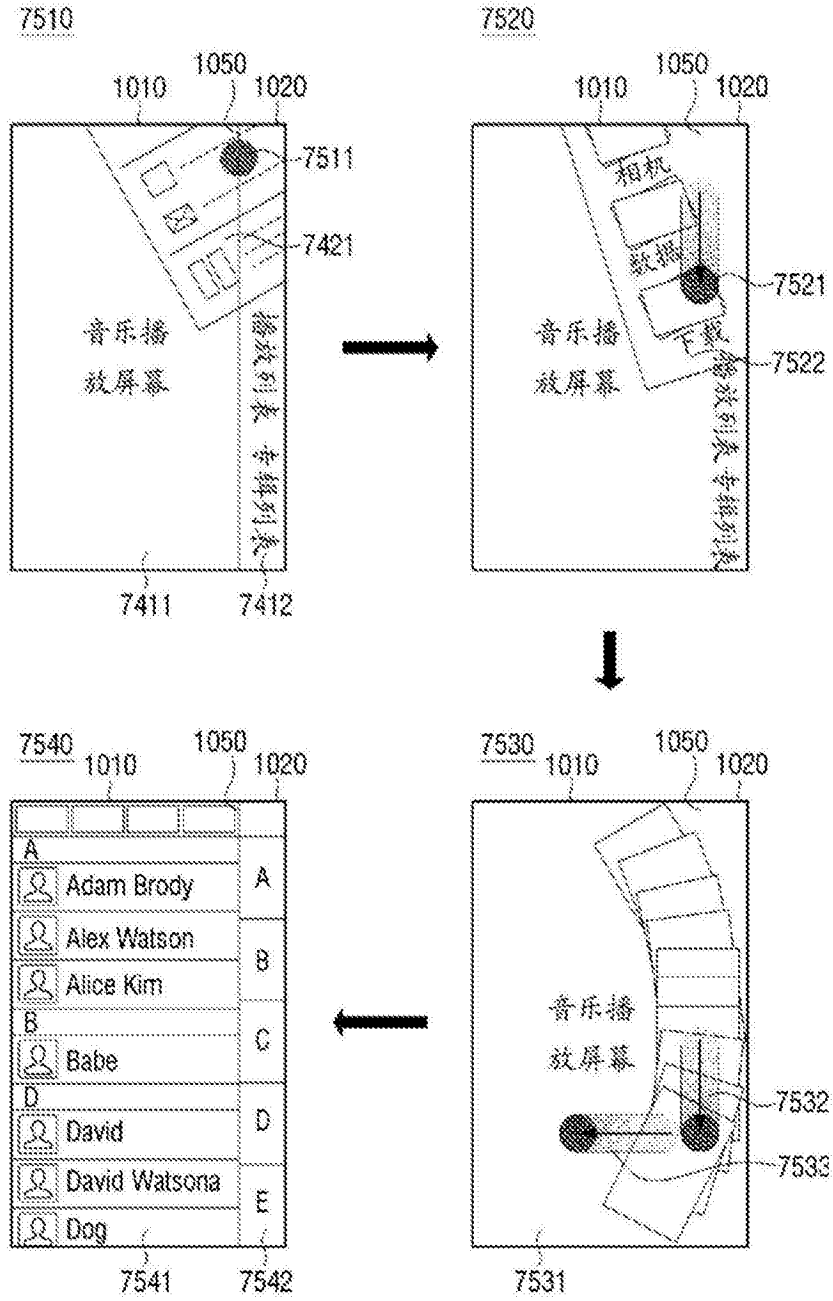 7510
1010
1050
1020
7511
7421
音乐播
放屏幕
播放列表 专辑列表
7411
7412
7520
1010
1050
1020
相机
数据
下载
7521
7522
音乐播
放屏幕
播放列表 专辑列表
7540
1010
1050
1020
A
Adam Brody
Alex Watson
Alice Kim
B
Babe
D
David
David Watsona
Dog
A
B
C
D
E
7541
7542
7530
1010
1050
1020
音乐播
放屏幕
7532
7533
7531